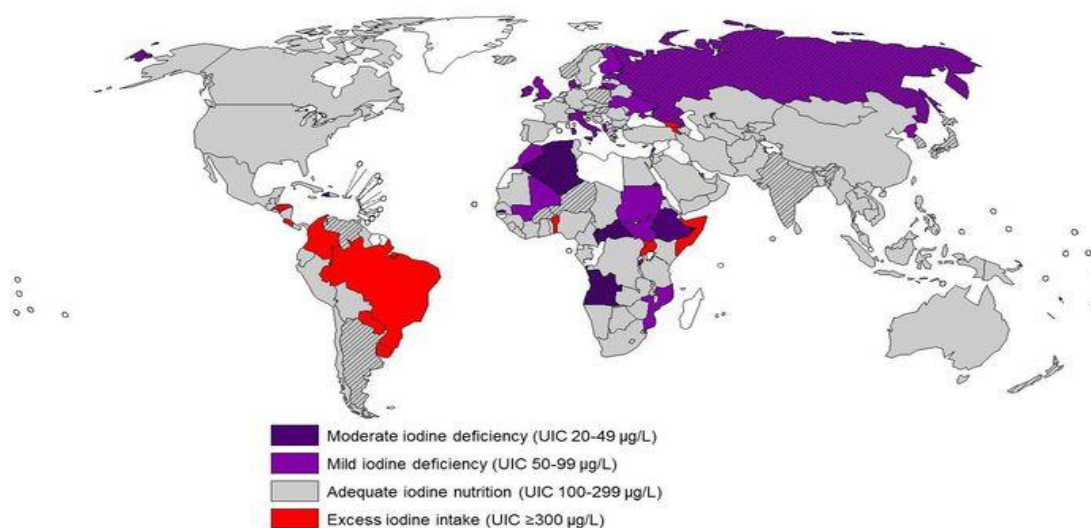 Moderate iodine deficiency (UIC 20-49 µg/L)
Mild iodine deficiency (UIC 50-99 µg/L)
Adequate iodine nutrition (UIC 100-299 µg/L)
Excess iodine intake (UIC ≥300 µg/L)